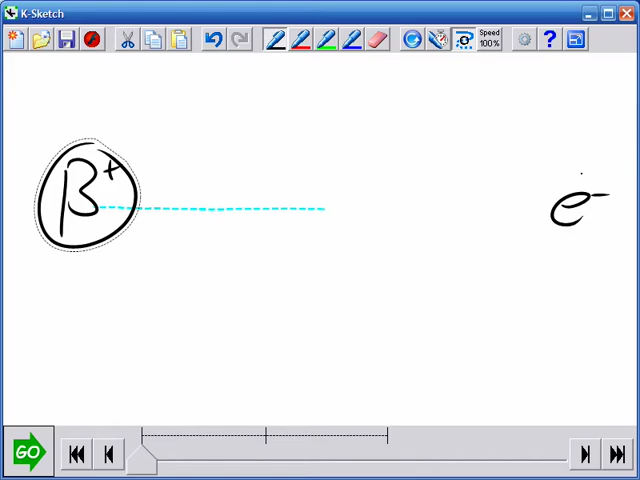 K-Sketch
Speed
100%
?
β+
e-
GO